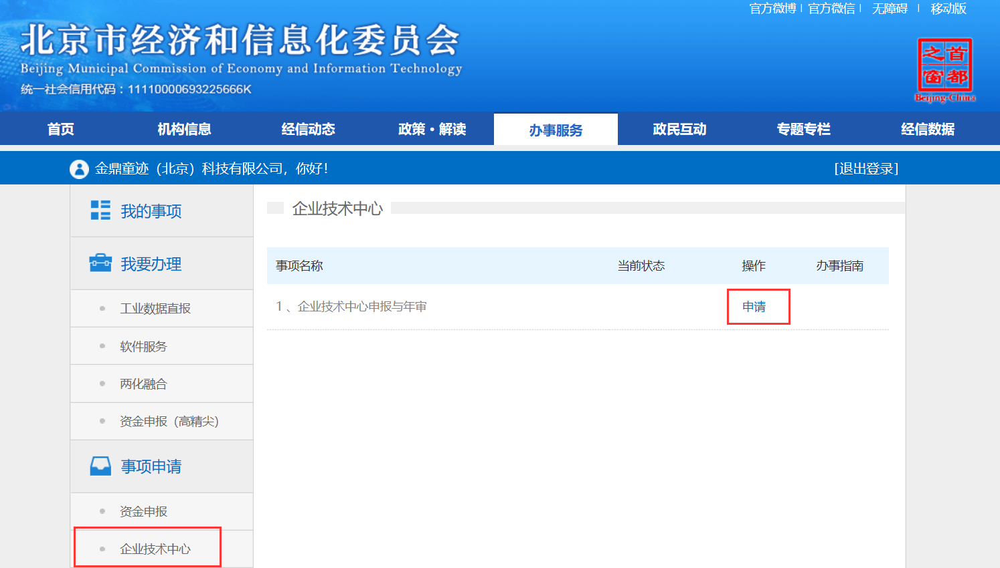 官方微博 | 官方微信 | 无障碍 | 移动版
北京市经济和信息化委员会
Beijing Municipal Commission of Economy and Information Technology
统一社会信用代码：11110000693225666K
首都之窗
Beijing-China
首页 机构信息 经信动态 政策·解读 办事服务 政民互动 专题专栏 经信数据
金鼎童迹（北京）科技有限公司，你好！ [退出登录]
我的事项
我要办理
工业数据直报
软件服务
两化融合
资金申报（高精尖）
事项申请
资金申报
企业技术中心
企业技术中心
事项名称 当前状态 操作 办事指南
1 、企业技术中心申报与年审 申请